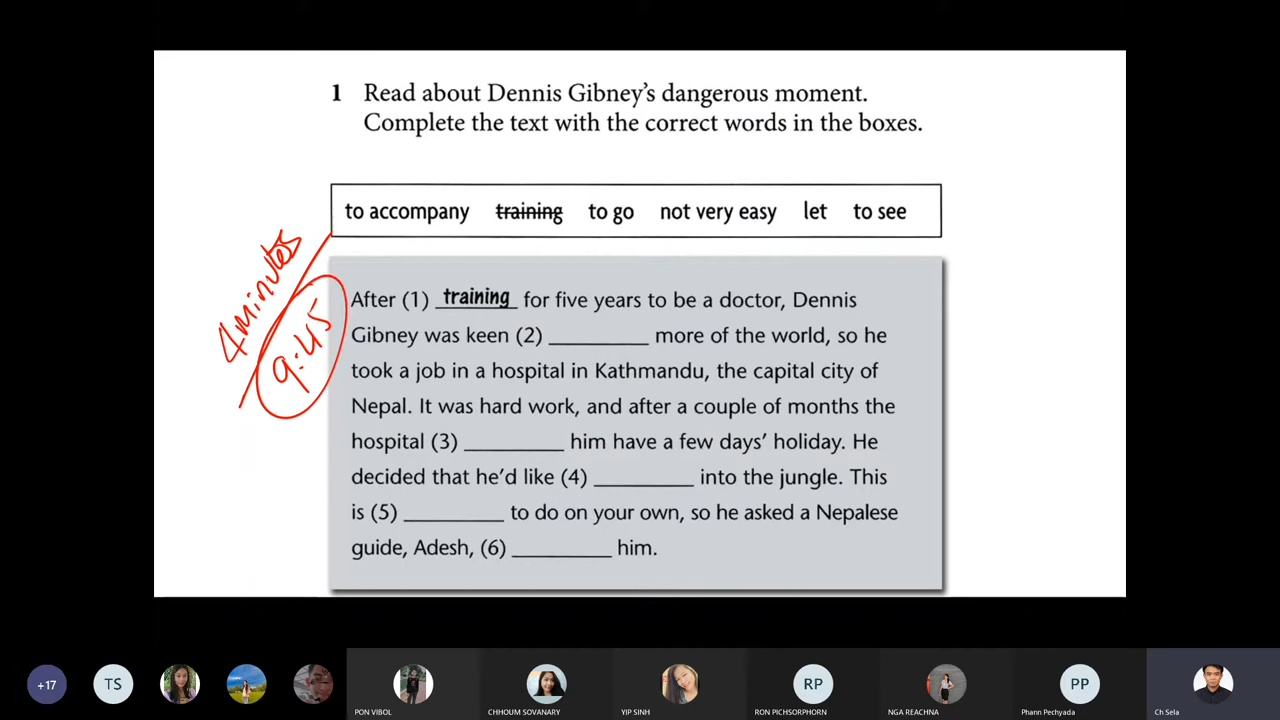 1 Read about Dennis Gibney's dangerous moment.
Complete the text with the correct words in the boxes.
to accompany training to go not very easy let to see
4 minutes
9:45
After (1) training for five years to be a doctor, Dennis
Gibney was keen (2) __________ more of the world, so he
took a job in a hospital in Kathmandu, the capital city of
Nepal. It was hard work, and after a couple of months the
hospital (3) __________ him have a few days' holiday. He
decided that he'd like (4) __________ into the jungle. This
is (5) __________ to do on your own, so he asked a Nepalese
guide, Adesh, (6) __________ him.
+17 TS RP PP
PON VIBOL CHHOUM SOVANARY YIP SINH RON PICHSORPHORN NGA REACHNA Phann Pechyada Ch Sela